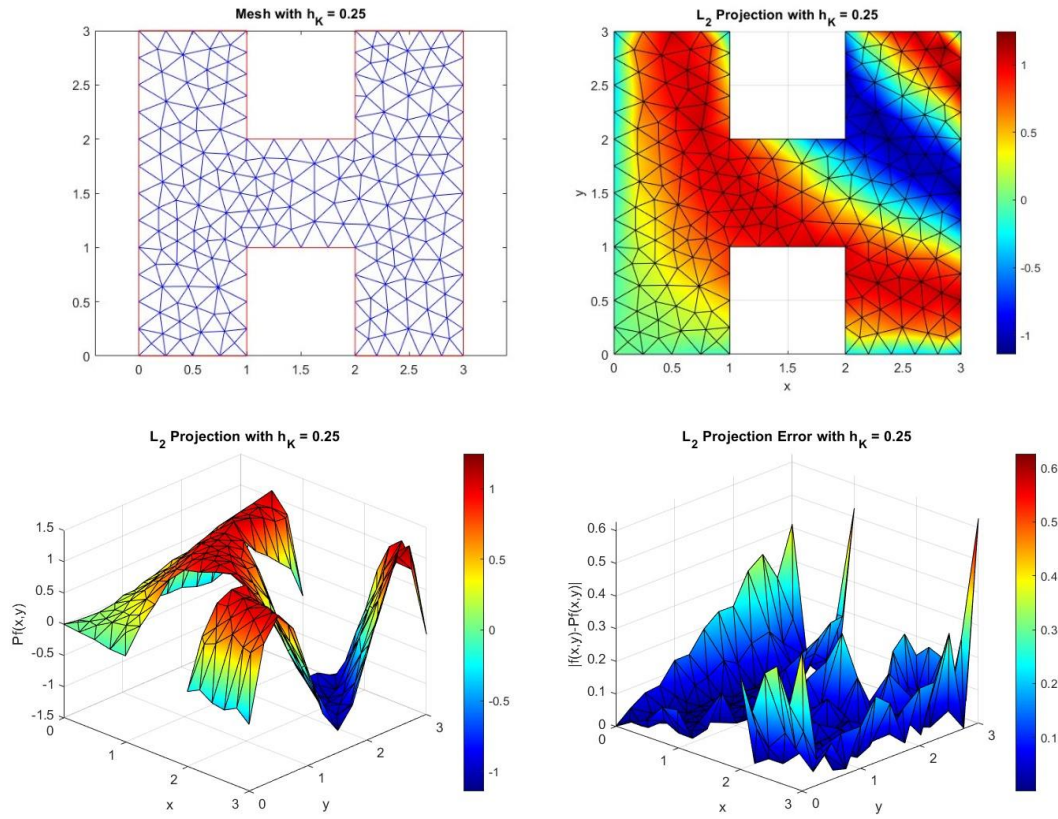 Mesh with h_K = 0.25
3
2.5
2
1.5
1
0.5
0
0 0.5 1 1.5 2 2.5 3
L_2 Projection with h_K = 0.25
3
2.5
2
1.5
1
0.5
0
y
0 0.5 1 1.5 2 2.5 3
x
1
0.5
0
-0.5
-1
L_2 Projection with h_K = 0.25
1.5
1
0.5
0
-0.5
-1
-1.5
Pf(x,y)
0 1 2 3
x
0 1 2 3
y
1
0.5
0
-0.5
-1
L_2 Projection Error with h_K = 0.25
0.6
0.5
0.4
0.3
0.2
0.1
0
|f(x,y)-Pf(x,y)|
0 1 2 3
x
0 1 2 3
y
0.6
0.5
0.4
0.3
0.2
0.1